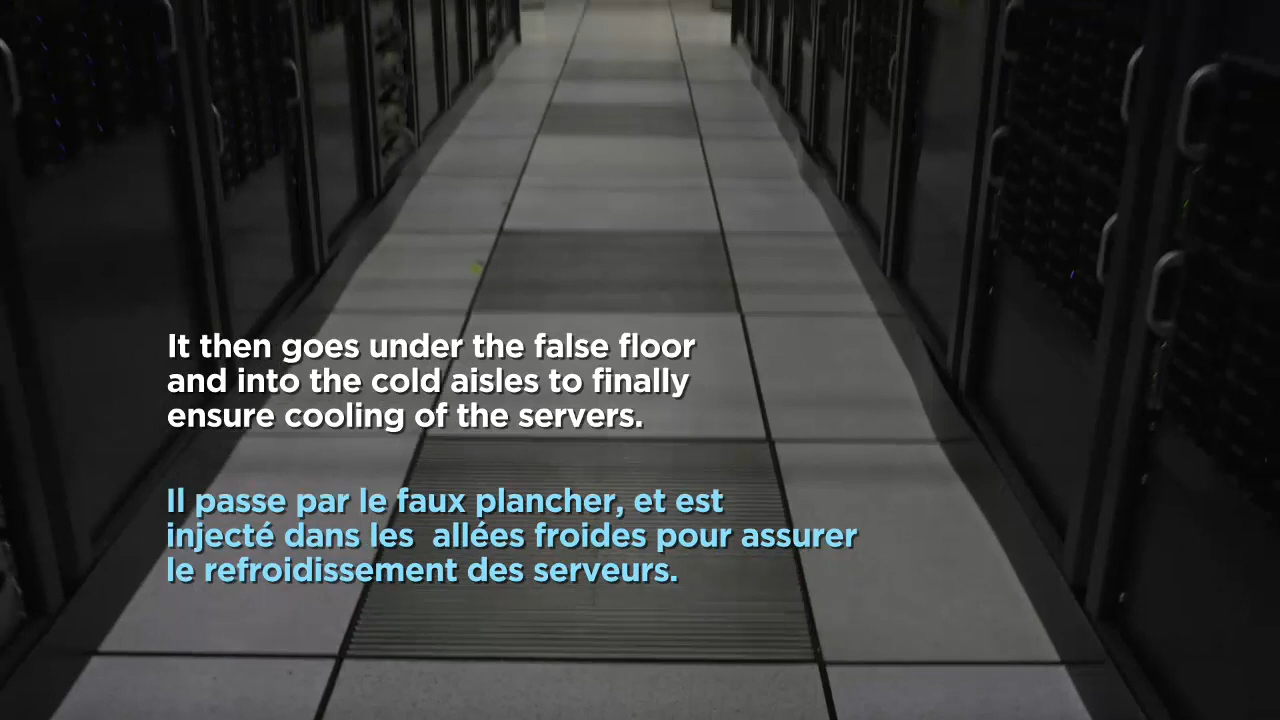 It then goes under the false floor
and into the cold aisles to finally
ensure cooling of the servers.
Il passe par le faux plancher, et est
injecté dans les  allées froides pour assurer
le refroidissement des serveurs.